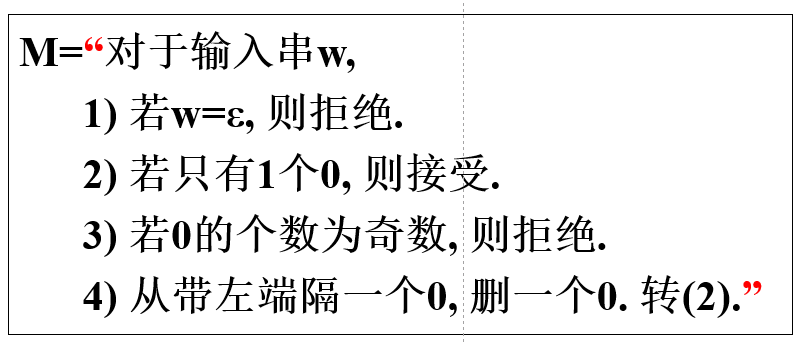 M=“对于输入串w,
1) 若w=ε, 则拒绝.
2) 若只有1个0, 则接受.
3) 若0的个数为奇数, 则拒绝.
4) 从带左端隔一个0, 删一个0. 转(2).”